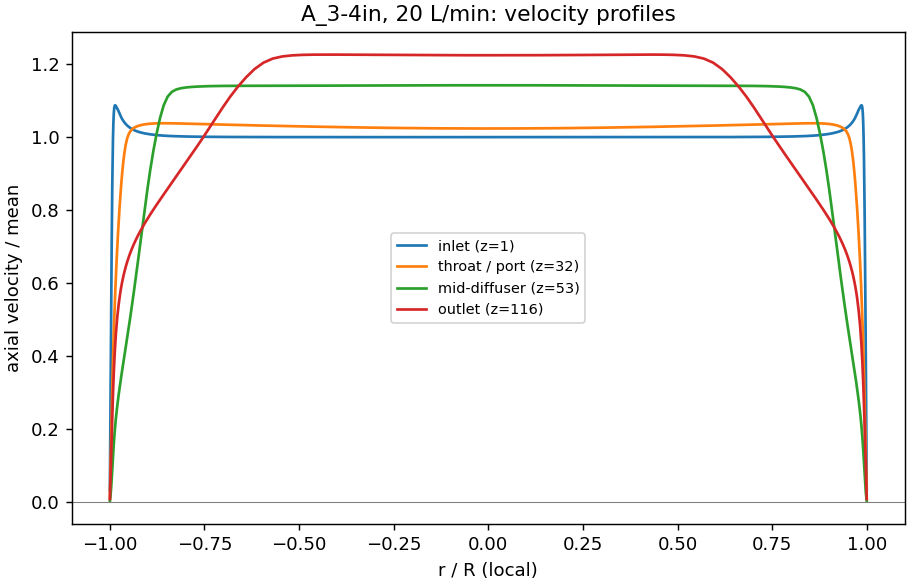 A_3-4in, 20 L/min: velocity profiles
axial velocity / mean
1.2
1.0
0.8
0.6
0.4
0.2
0.0
inlet (z=1)
throat / port (z=32)
mid-diffuser (z=53)
outlet (z=116)
−1.00 −0.75 −0.50 −0.25 0.00 0.25 0.50 0.75 1.00
r / R (local)